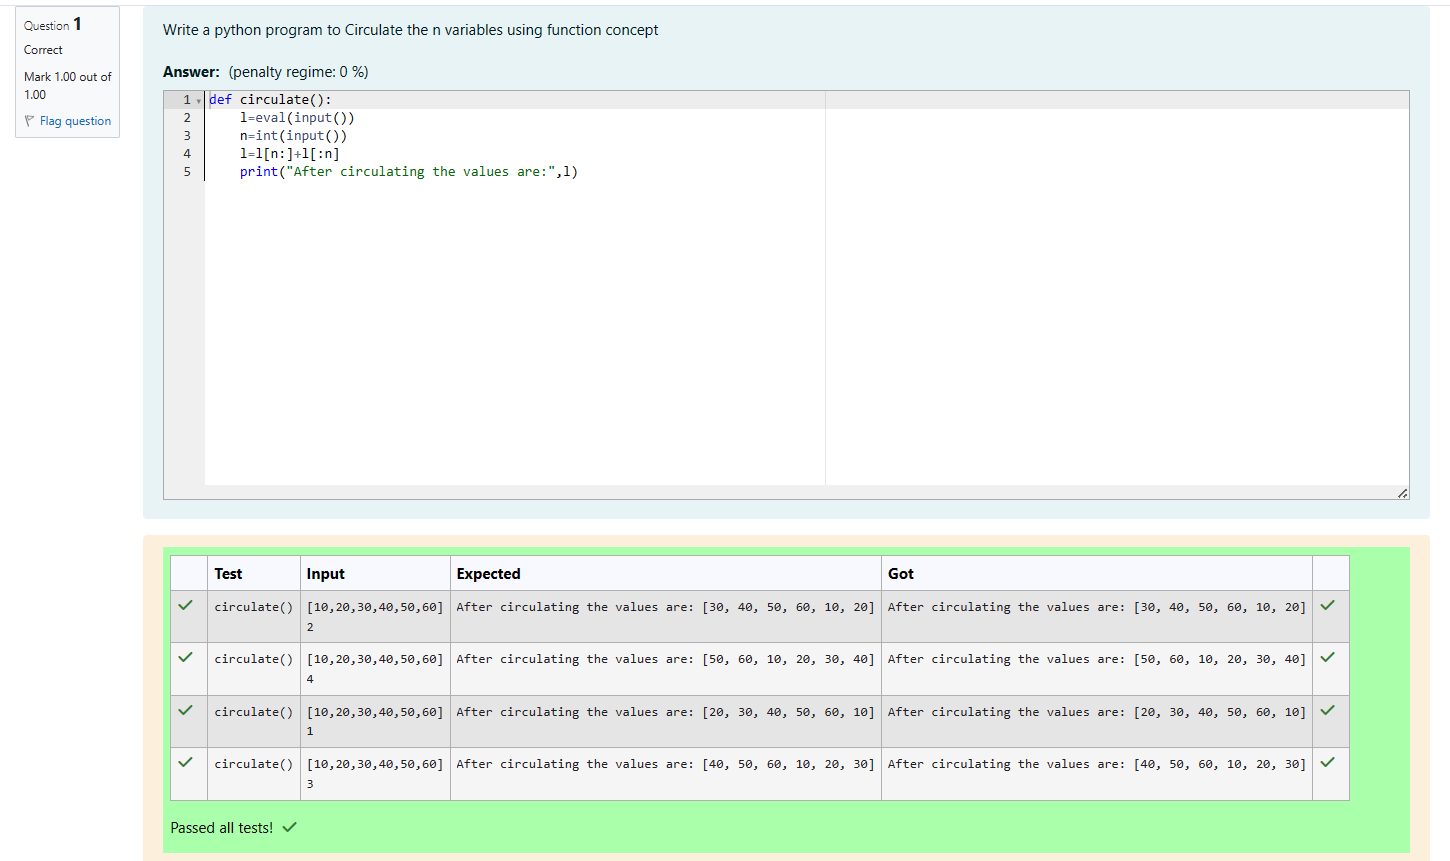 Question 1
Correct
Mark 1.00 out of
1.00
Flag question
Write a python program to Circulate the n variables using function concept
Answer: (penalty regime: 0 %)
1 def circulate():
2     l=eval(input())
3     n=int(input())
4     l=l[n:]+l[:n]
5     print("After circulating the values are:",l)
Test Input Expected Got
circulate() [10,20,30,40,50,60] After circulating the values are: [30, 40, 50, 60, 10, 20] After circulating the values are: [30, 40, 50, 60, 10, 20]
2
circulate() [10,20,30,40,50,60] After circulating the values are: [50, 60, 10, 20, 30, 40] After circulating the values are: [50, 60, 10, 20, 30, 40]
4
circulate() [10,20,30,40,50,60] After circulating the values are: [20, 30, 40, 50, 60, 10] After circulating the values are: [20, 30, 40, 50, 60, 10]
1
circulate() [10,20,30,40,50,60] After circulating the values are: [40, 50, 60, 10, 20, 30] After circulating the values are: [40, 50, 60, 10, 20, 30]
3
Passed all tests!